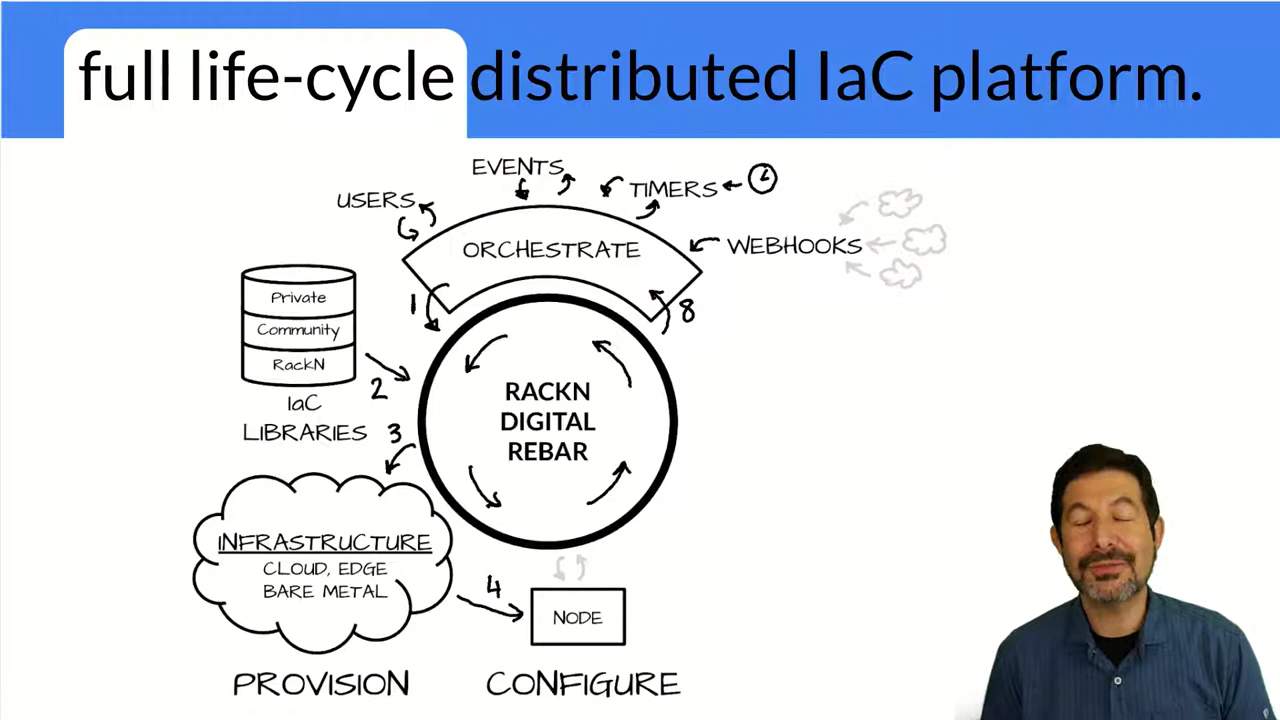 full life-cycle distributed IaC platform.
EVENTS
USERS
TIMERS
ORCHESTRATE
WEBHOOKS
1
8
Private
Community
RackN
2
IaC
LIBRARIES
3
RACKN
DIGITAL
REBAR
INFRASTRUCTURE
CLOUD, EDGE
BARE METAL
4
NODE
PROVISION
CONFIGURE